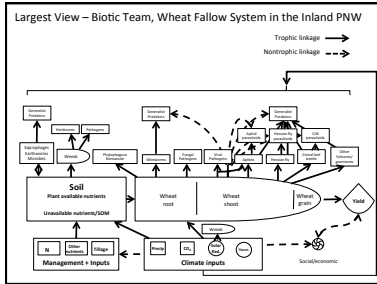 Largest View – Biotic Team, Wheat Fallow System in the Inland PNW
Trophic linkage
Nontrophic linkage
Generalist
Predators
Herbivores
Pathogens
Generalist
Predators
Generalist
Predators
Aphid
parasitoids
Hessian fly
parasitoids
CLB
parasitoids
Saprophages
Earthworms
Microbes
Weeds
Phytophagous
Nematode
Wireworms
Fungal
Pathogens
Viral
Pathogens
Aphids
Hessian fly
Cereal leaf
beetle
Other
folivores/
granivores
Soil
Plant available nutrients
Unavailable nutrients/SOM
Wheat
root
Wheat
shoot
Wheat
grain
Yield
Weeds
N
Other
nutrients
Tillage
Management + Inputs
Precip
CO2
Solar
Rad.
Climate inputs
Social/economic